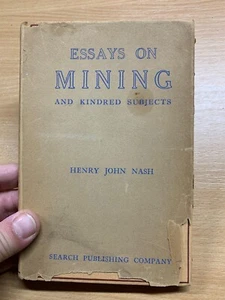 ESSAYS ON
MINING
AND KINDRED SUBJECTS
HENRY JOHN NASH
SEARCH PUBLISHING COMPANY